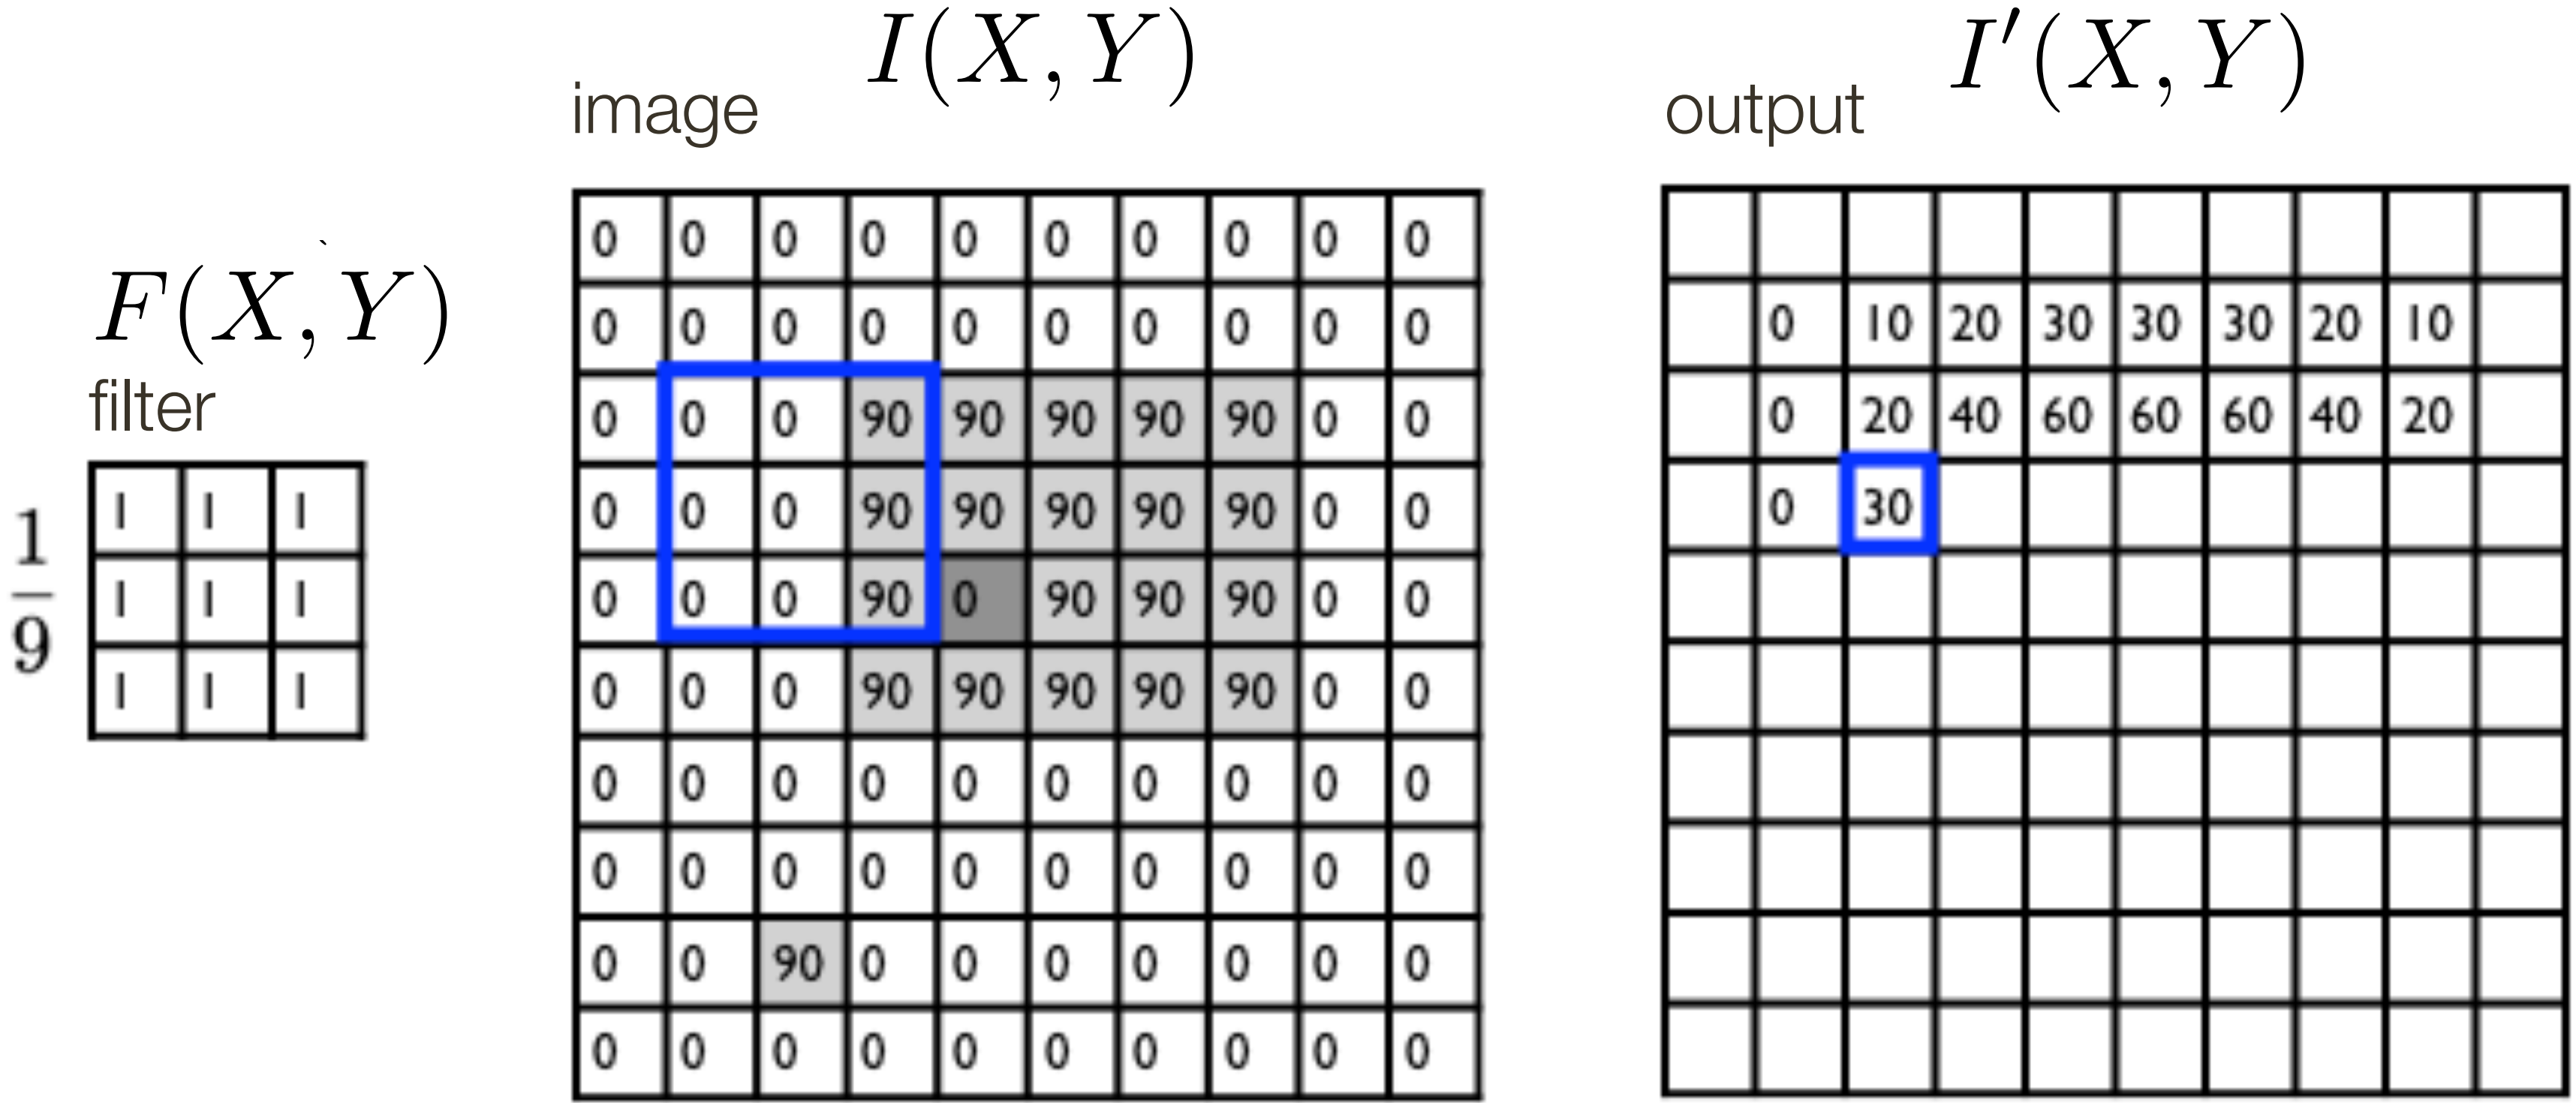 I(X, Y)
I′(X, Y)
image
output
F(X, Y)
filter
1
9
1 1 1
1 1 1
1 1 1
0 0 0 0 0 0 0 0 0 0
0 0 0 0 0 0 0 0 0 0
0 0 0 90 90 90 90 90 0 0
0 0 0 90 90 90 90 90 0 0
0 0 0 90 0 90 90 90 0 0
0 0 0 90 90 90 90 90 0 0
0 0 0 0 0 0 0 0 0 0
0 0 0 0 0 0 0 0 0 0
0 0 90 0 0 0 0 0 0 0
0 0 0 0 0 0 0 0 0 0
0 10 20 30 30 30 20 10
0 20 40 60 60 60 40 20
0 30